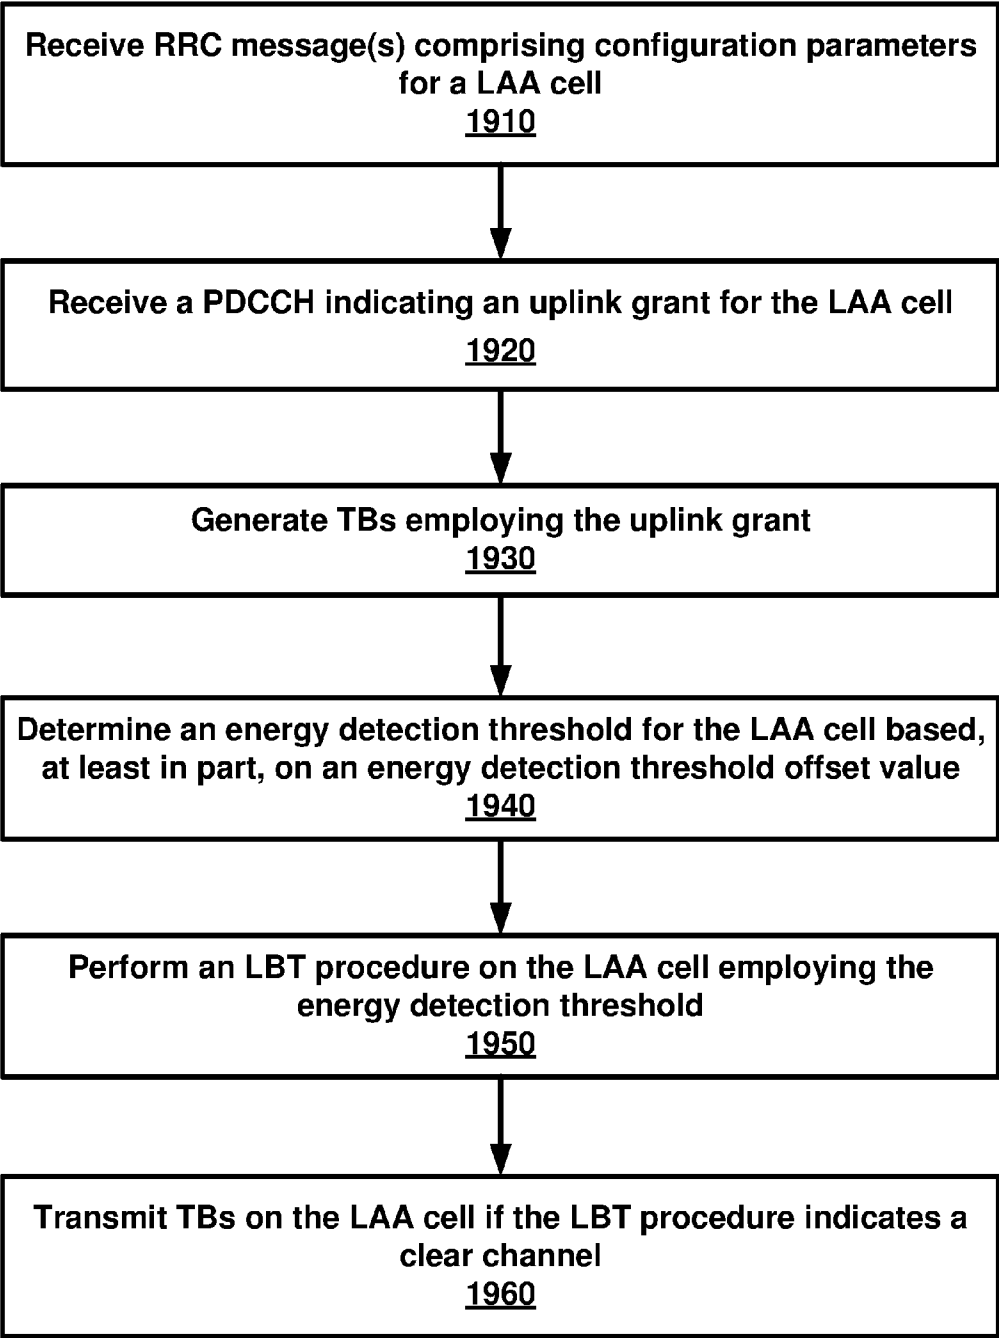 Receive RRC message(s) comprising configuration parameters
for a LAA cell
1910
Receive a PDCCH indicating an uplink grant for the LAA cell
1920
Generate TBs employing the uplink grant
1930
Determine an energy detection threshold for the LAA cell based,
at least in part, on an energy detection threshold offset value
1940
Perform an LBT procedure on the LAA cell employing the
energy detection threshold
1950
Transmit TBs on the LAA cell if the LBT procedure indicates a
clear channel
1960